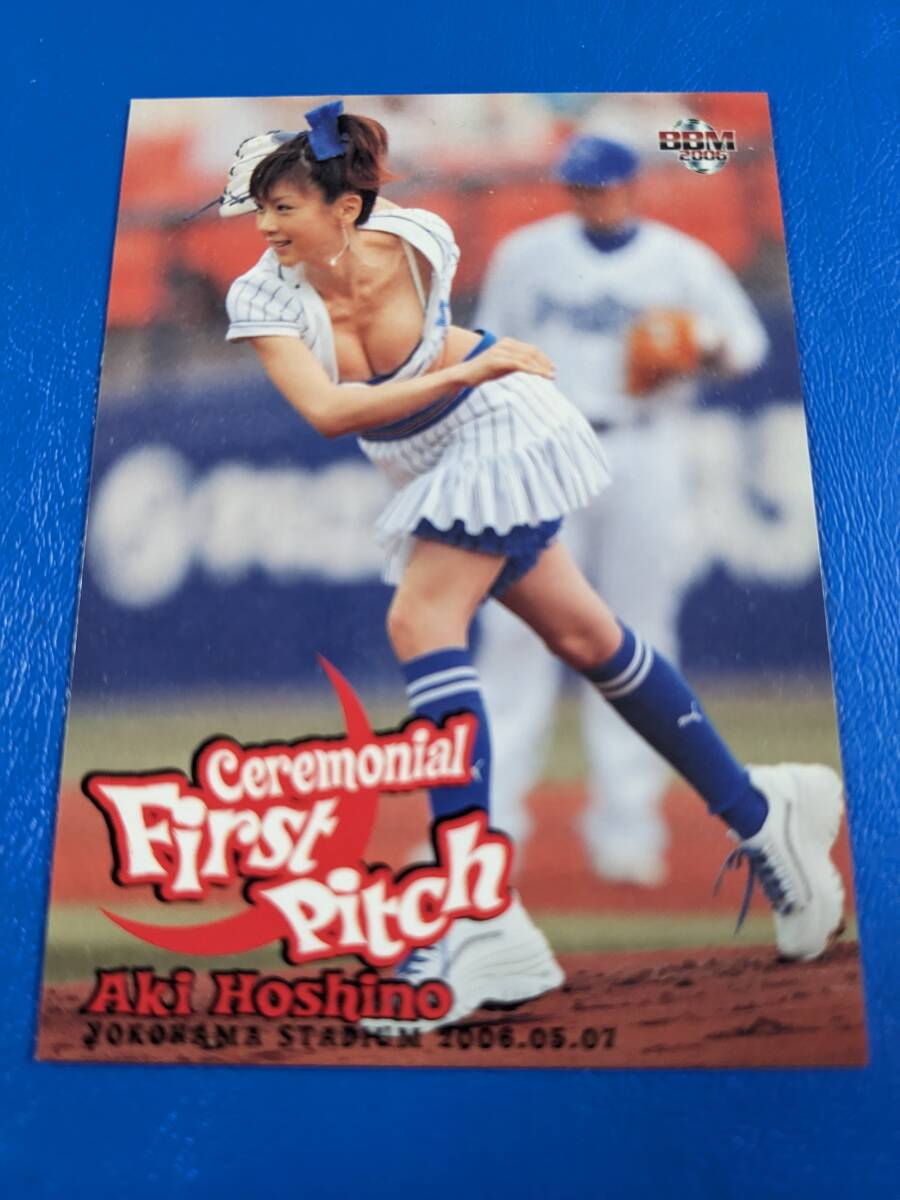 BBM
2006
Ceremonial
First
Pitch
Aki Hoshino
YOKOHAMA STADIUM 2006.05.07